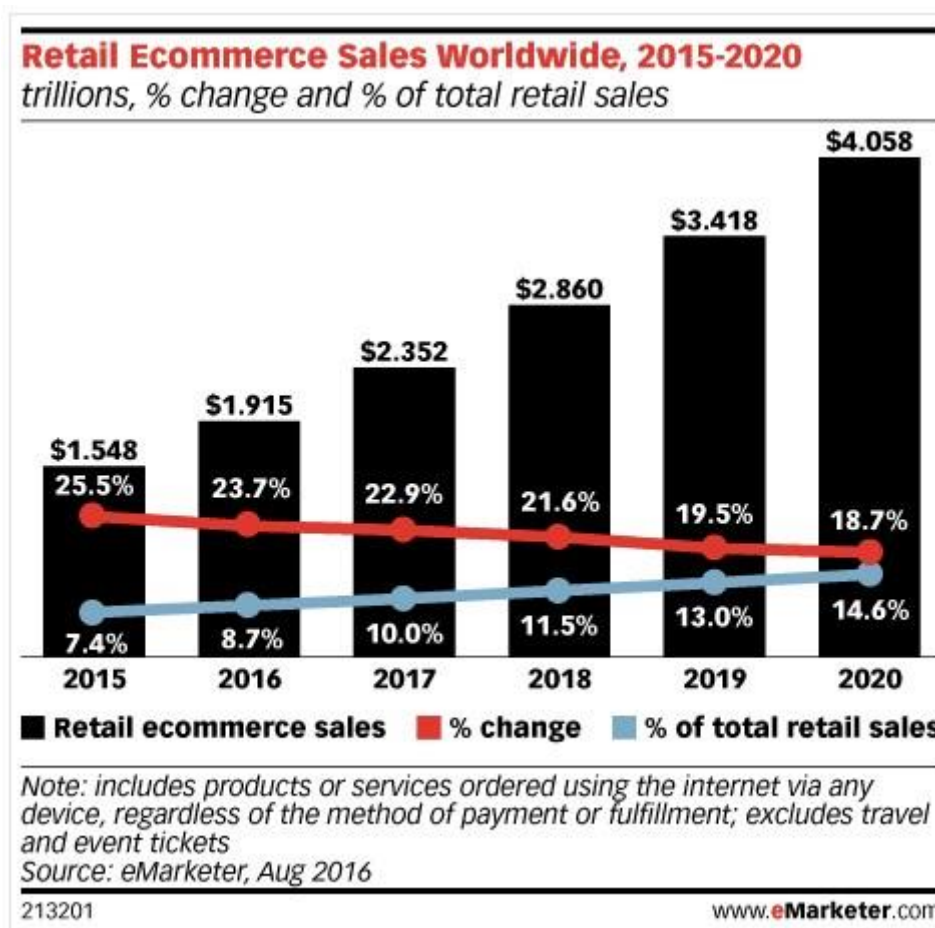 Retail Ecommerce Sales Worldwide, 2015-2020
trillions, % change and % of total retail sales
$4.058
$3.418
$2.860
$2.352
$1.915
$1.548
25.5% 23.7% 22.9% 21.6% 19.5% 18.7%
7.4% 8.7% 10.0% 11.5% 13.0% 14.6%
2015 2016 2017 2018 2019 2020
Retail ecommerce sales % change % of total retail sales
Note: includes products or services ordered using the internet via any
device, regardless of the method of payment or fulfillment; excludes travel
and event tickets
Source: eMarketer, Aug 2016
213201 www.eMarketer.com